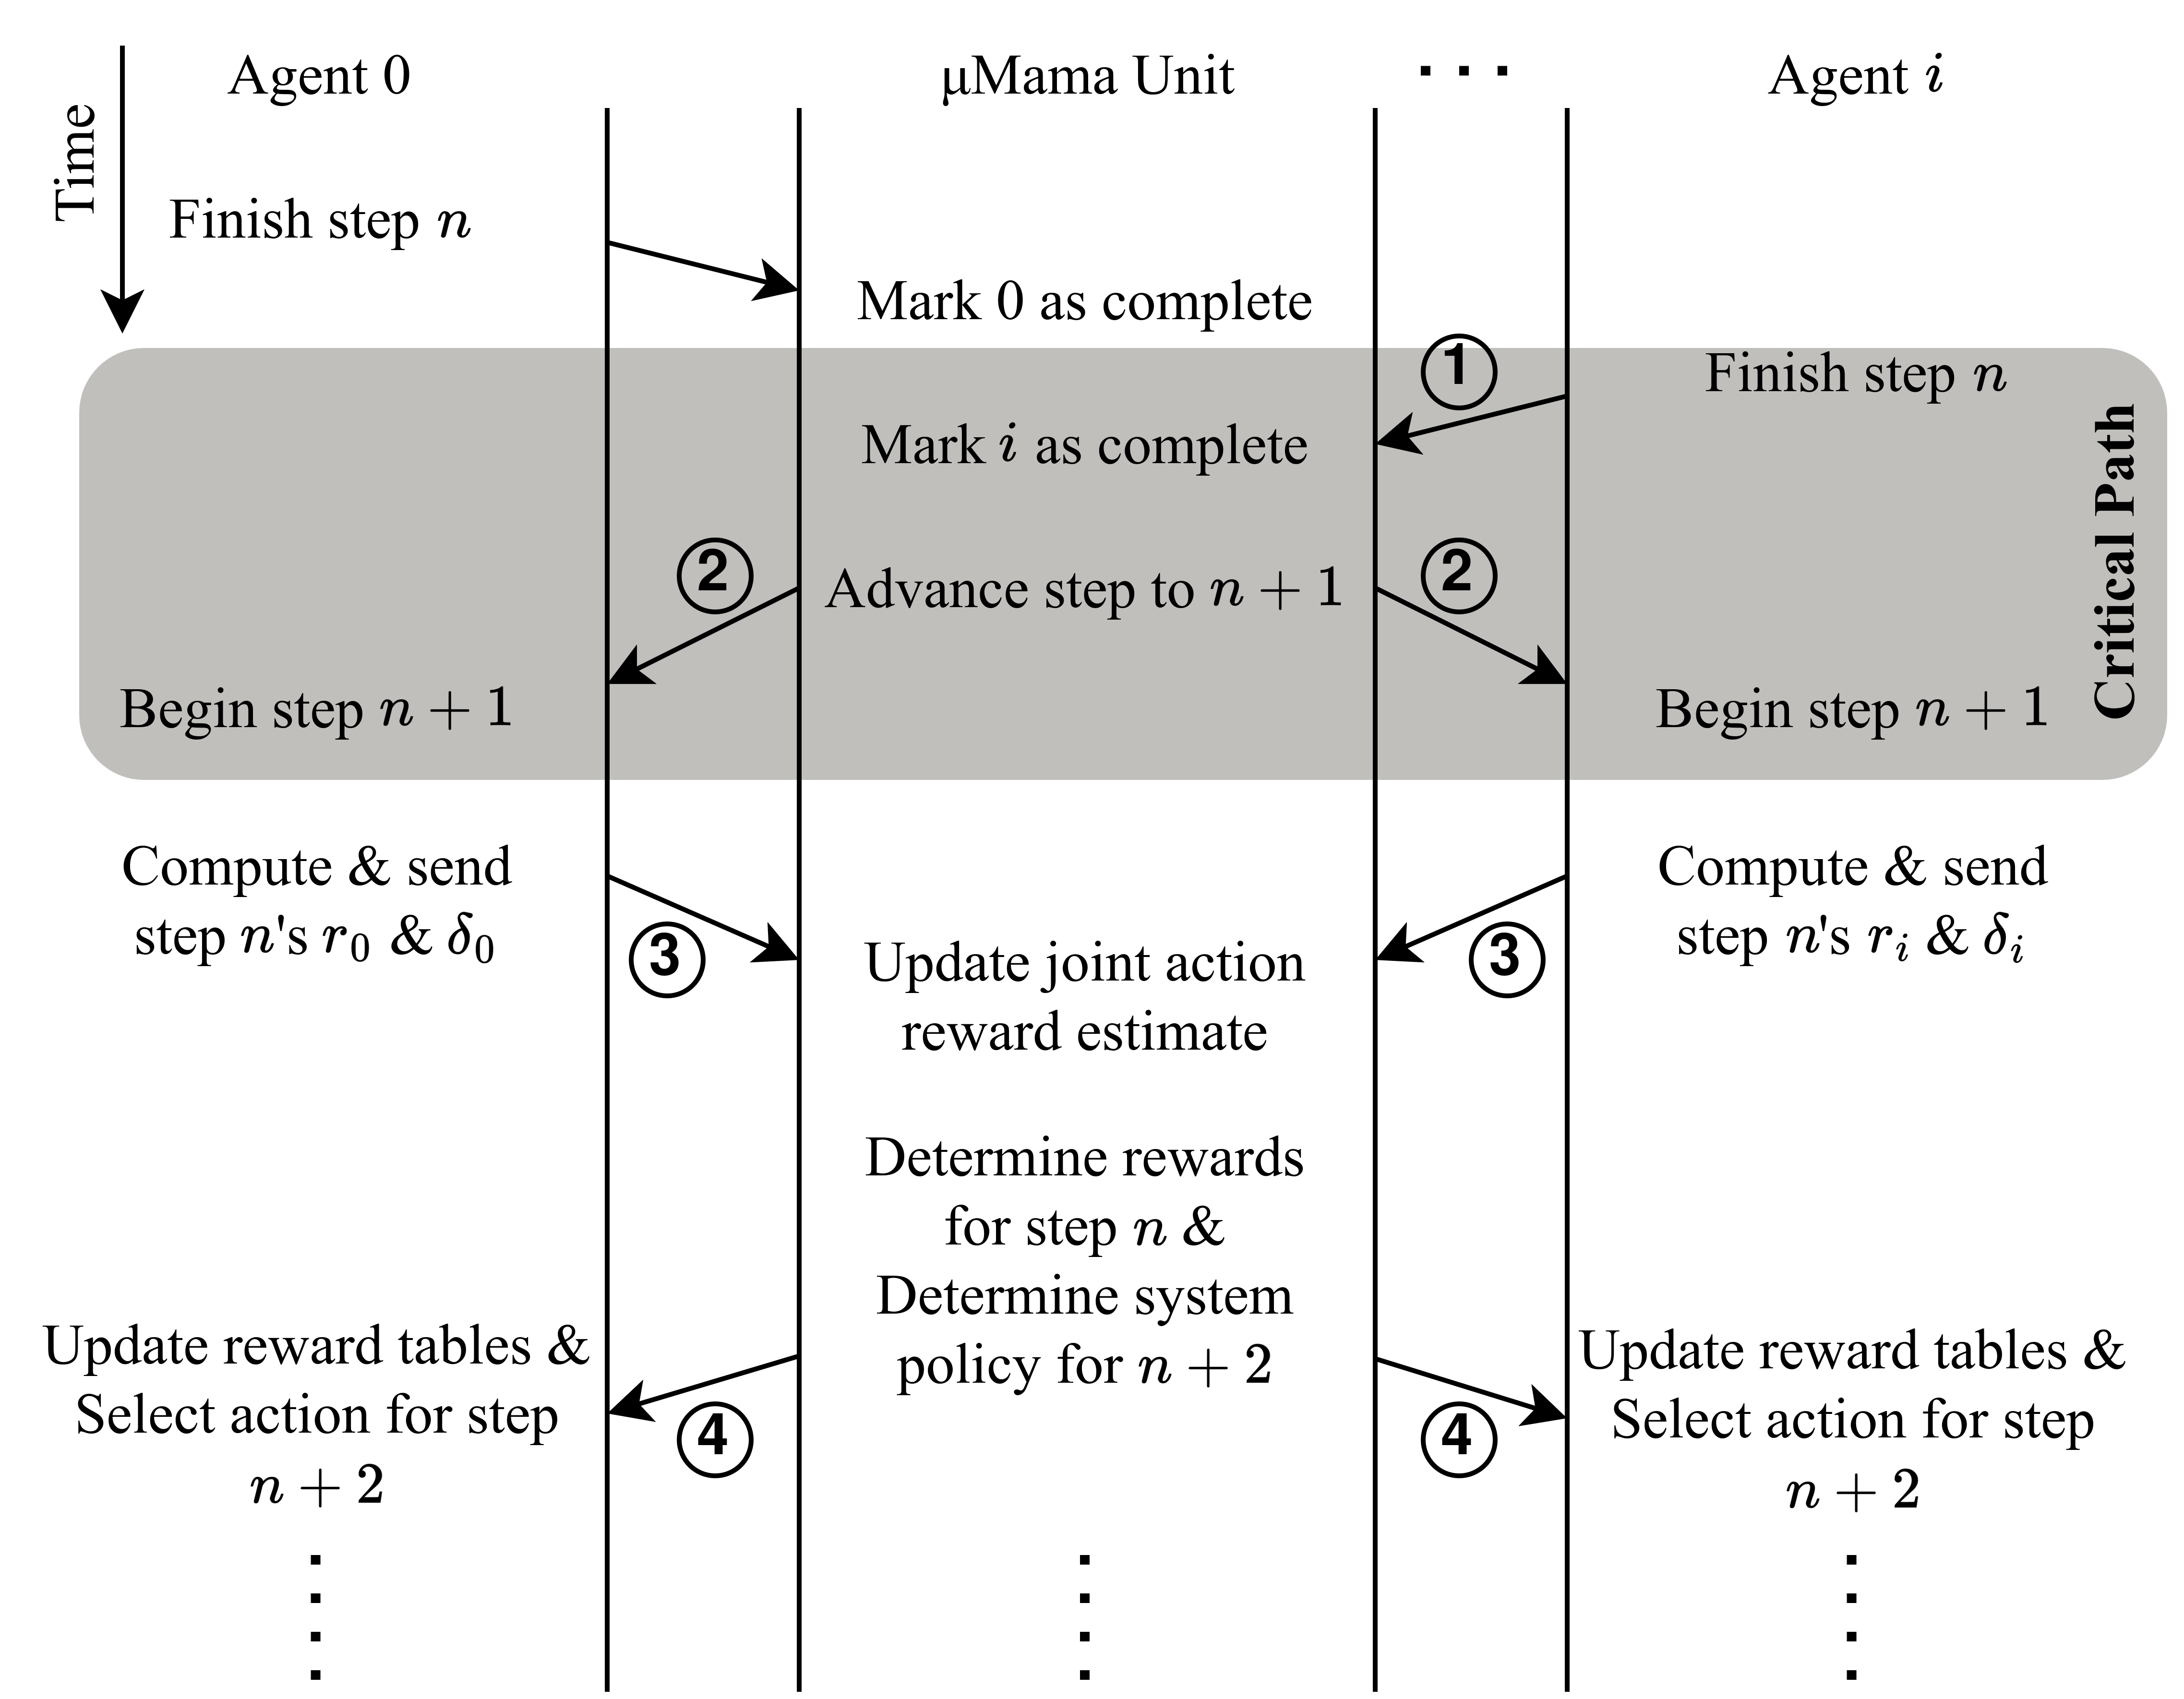 Agent 0
μMama Unit
· · ·
Agent i
Time
Finish step n
Mark 0 as complete
1
Finish step n
Mark i as complete
Critical Path
2
Advance step to n + 1
2
Begin step n + 1
Begin step n + 1
Compute & send
step n's r₀ & δ₀
3
Update joint action
reward estimate
Compute & send
step n's rᵢ & δᵢ
3
Determine rewards
for step n &
Determine system
policy for n + 2
Update reward tables &
Select action for step
n + 2
4
4
Update reward tables &
Select action for step
n + 2